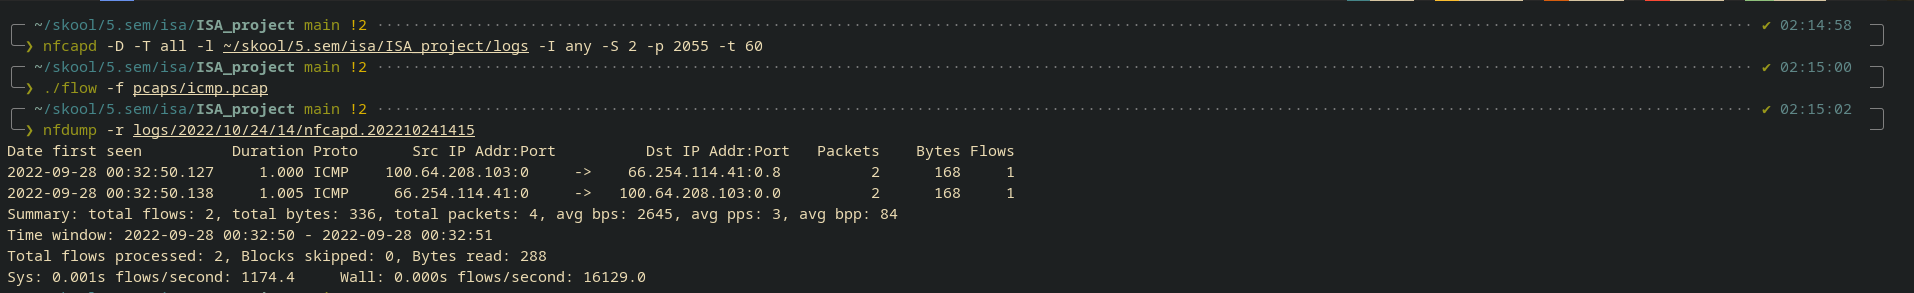 ~/skool/5.sem/isa/ISA_project main !2 ✔ 02:14:58
❯ nfcapd -D -T all -l ~/skool/5.sem/isa/ISA_project/logs -I any -S 2 -p 2055 -t 60
~/skool/5.sem/isa/ISA_project main !2 ✔ 02:15:00
❯ ./flow -f pcaps/icmp.pcap
~/skool/5.sem/isa/ISA_project main !2 ✔ 02:15:02
❯ nfdump -r logs/2022/10/24/14/nfcapd.202210241415
Date first seen          Duration Proto      Src IP Addr:Port          Dst IP Addr:Port   Packets    Bytes Flows
2022-09-28 00:32:50.127     1.000 ICMP    100.64.208.103:0     ->    66.254.114.41:0.8          2      168     1
2022-09-28 00:32:50.138     1.005 ICMP     66.254.114.41:0     ->   100.64.208.103:0.0          2      168     1
Summary: total flows: 2, total bytes: 336, total packets: 4, avg bps: 2645, avg pps: 3, avg bpp: 84
Time window: 2022-09-28 00:32:50 - 2022-09-28 00:32:51
Total flows processed: 2, Blocks skipped: 0, Bytes read: 288
Sys: 0.001s flows/second: 1174.4     Wall: 0.000s flows/second: 16129.0